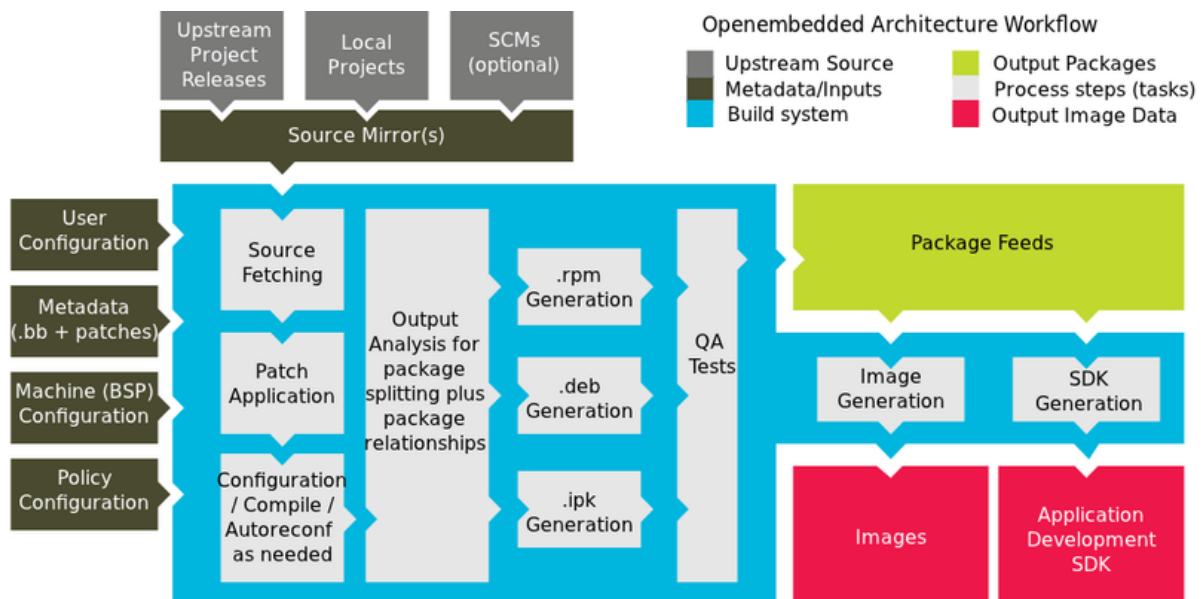 Openembedded Architecture Workflow
Upstream Source
Metadata/Inputs
Build system
Output Packages
Process steps (tasks)
Output Image Data
Upstream
Project
Releases
Local
Projects
SCMs
(optional)
Source Mirror(s)
User
Configuration
Metadata
(.bb + patches)
Machine (BSP)
Configuration
Policy
Configuration
Source
Fetching
Patch
Application
Configuration
/ Compile /
Autoreconf
as needed
Output
Analysis for
package
splitting plus
package
relationships
.rpm
Generation
.deb
Generation
.ipk
Generation
QA
Tests
Package Feeds
Image
Generation
SDK
Generation
Images
Application
Development
SDK